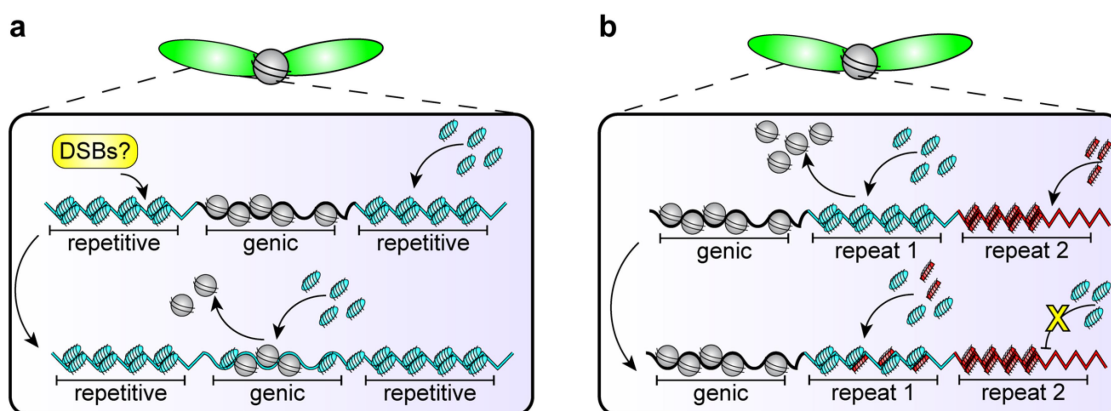 a
DSBs?
repetitive genic repetitive
repetitive genic repetitive
b
genic repeat 1 repeat 2
X
genic repeat 1 repeat 2